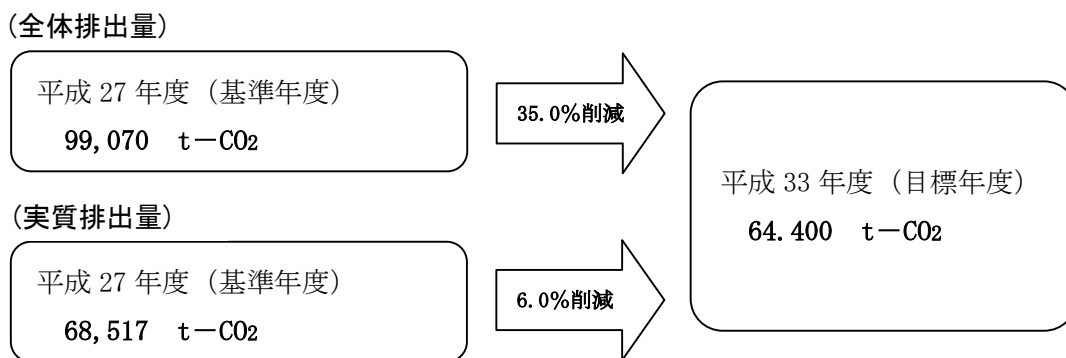 (全体排出量)
平成 27 年度（基準年度）
99,070 t－CO2
35.0%削減
平成 33 年度（目標年度）
64.400 t－CO2
(実質排出量)
平成 27 年度（基準年度）
68,517 t－CO2
6.0%削減